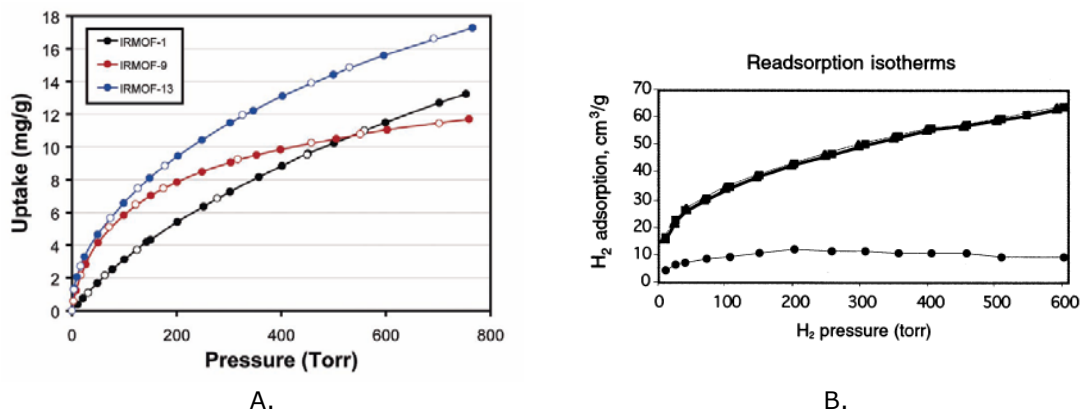 18
16
14
12
10
8
6
4
2
0
Uptake (mg/g)
IRMOF-1
IRMOF-9
IRMOF-13
0 200 400 600 800
Pressure (Torr)
A.
Readsorption isotherms
70
60
50
40
30
20
10
0
H₂ adsorption, cm³/g
0 100 200 300 400 500 600
H₂ pressure (torr)
B.